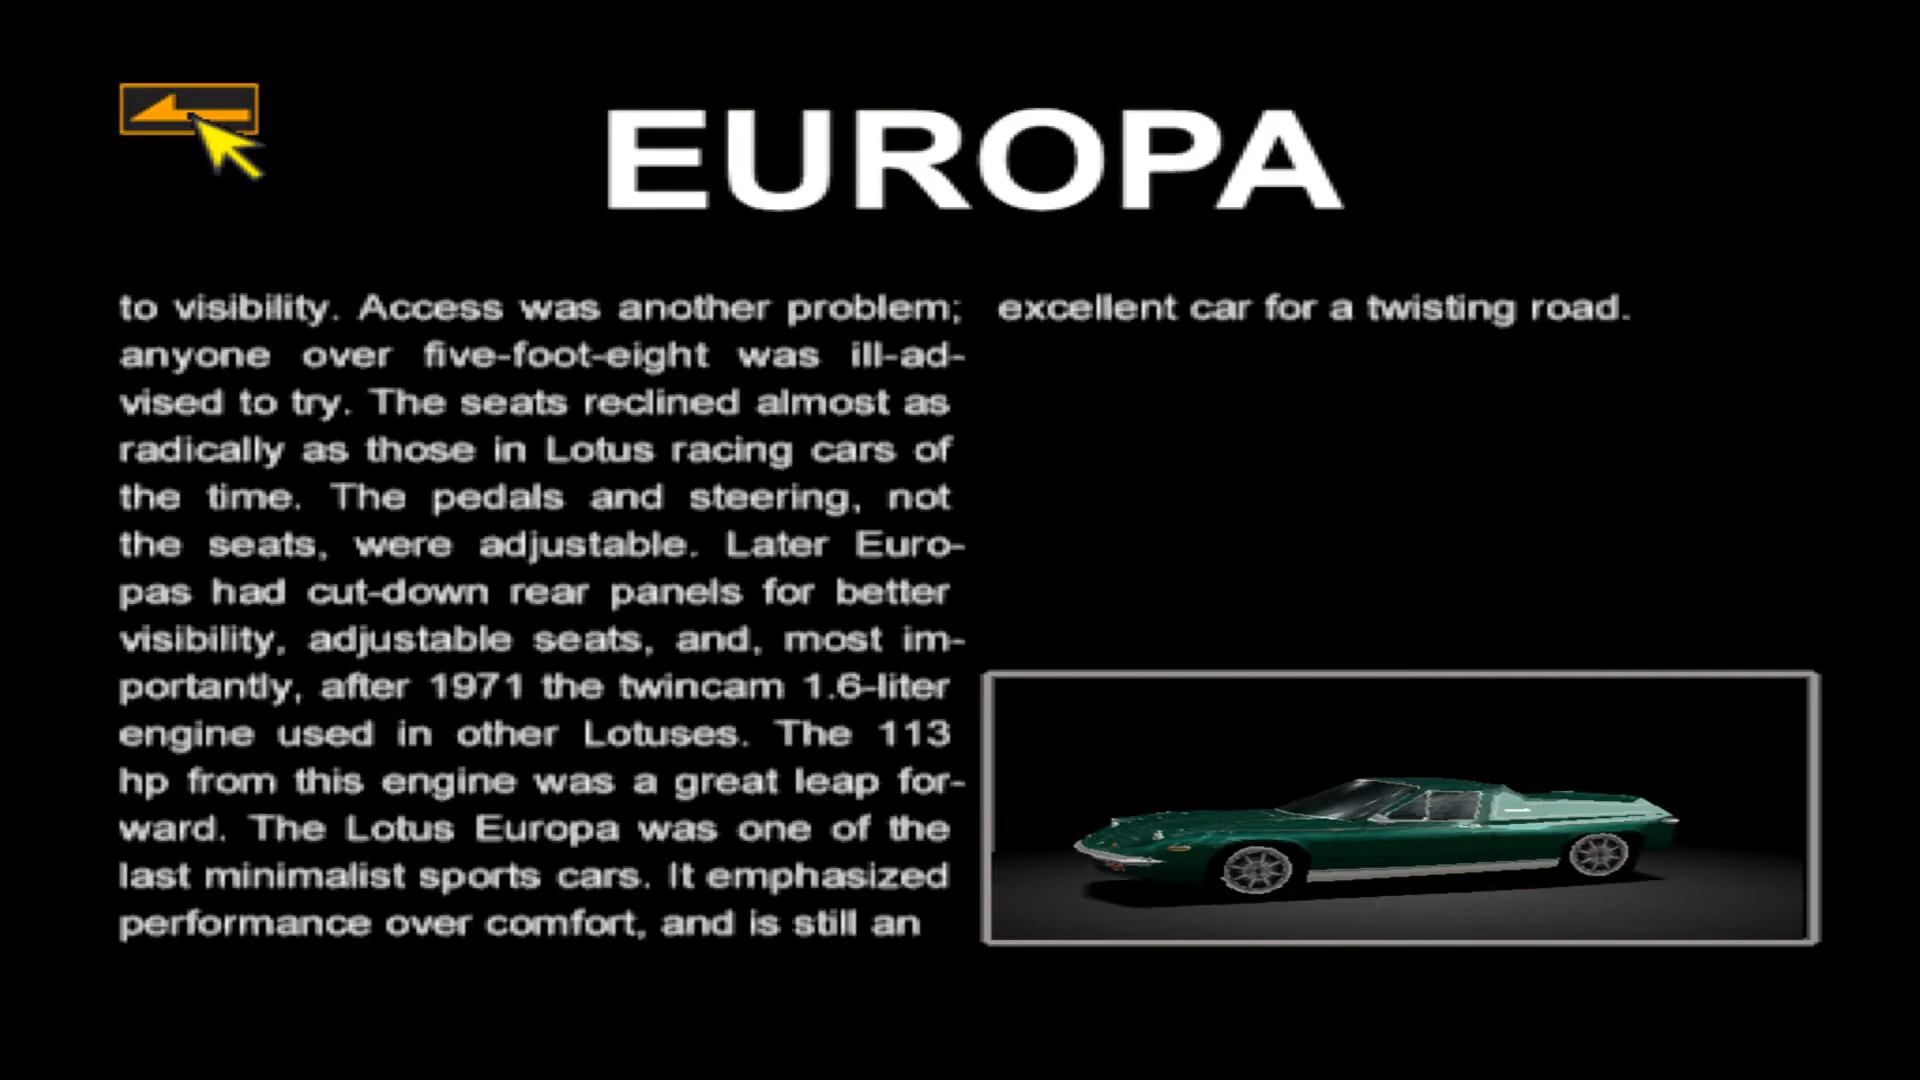 EUROPA
to visibility. Access was another problem;
anyone over five-foot-eight was ill-ad-
vised to try. The seats reclined almost as
radically as those in Lotus racing cars of
the time. The pedals and steering, not
the seats, were adjustable. Later Euro-
pas had cut-down rear panels for better
visibility, adjustable seats, and, most im-
portantly, after 1971 the twincam 1.6-liter
engine used in other Lotuses. The 113
hp from this engine was a great leap for-
ward. The Lotus Europa was one of the
last minimalist sports cars. It emphasized
performance over comfort, and is still an
excellent car for a twisting road.